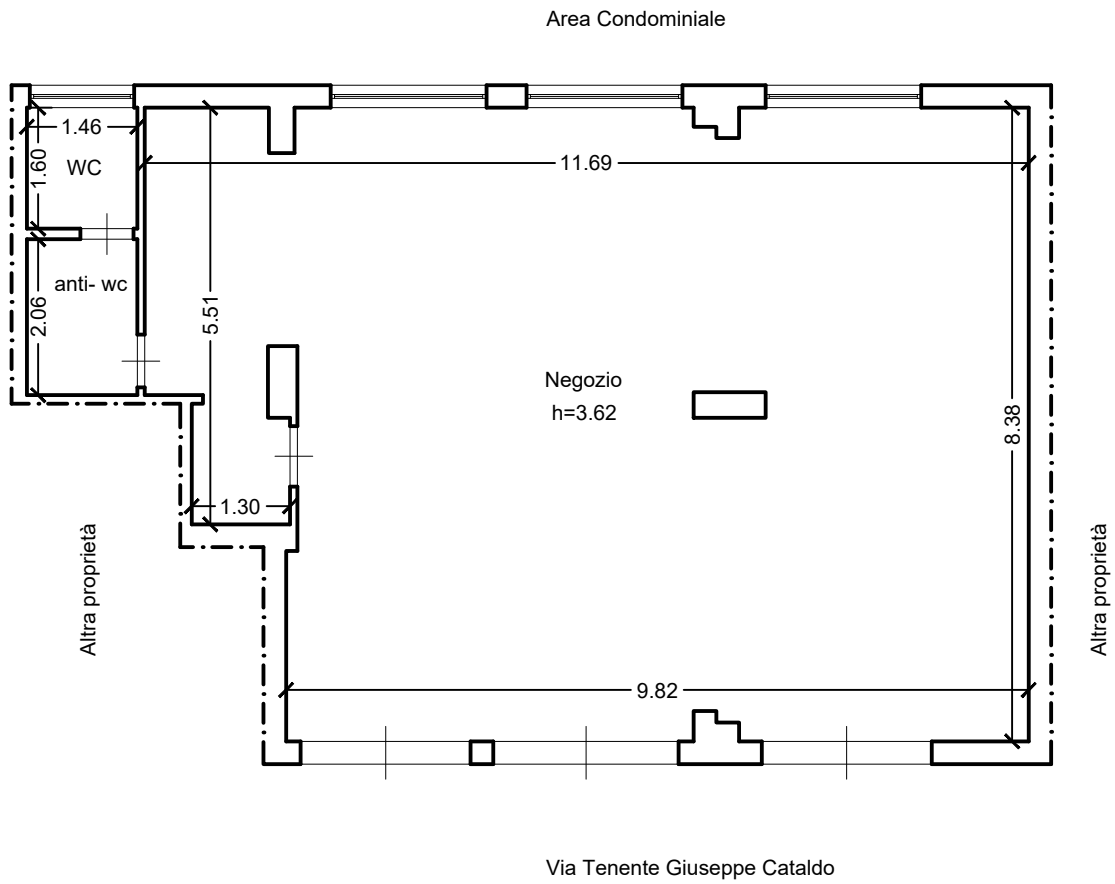 Area Condominiale
1.46
1.60
WC
11.69
anti- wc
2.06
5.51
Negozio
h=3.62
8.38
1.30
Altra proprietà
Altra proprietà
9.82
Via Tenente Giuseppe Cataldo